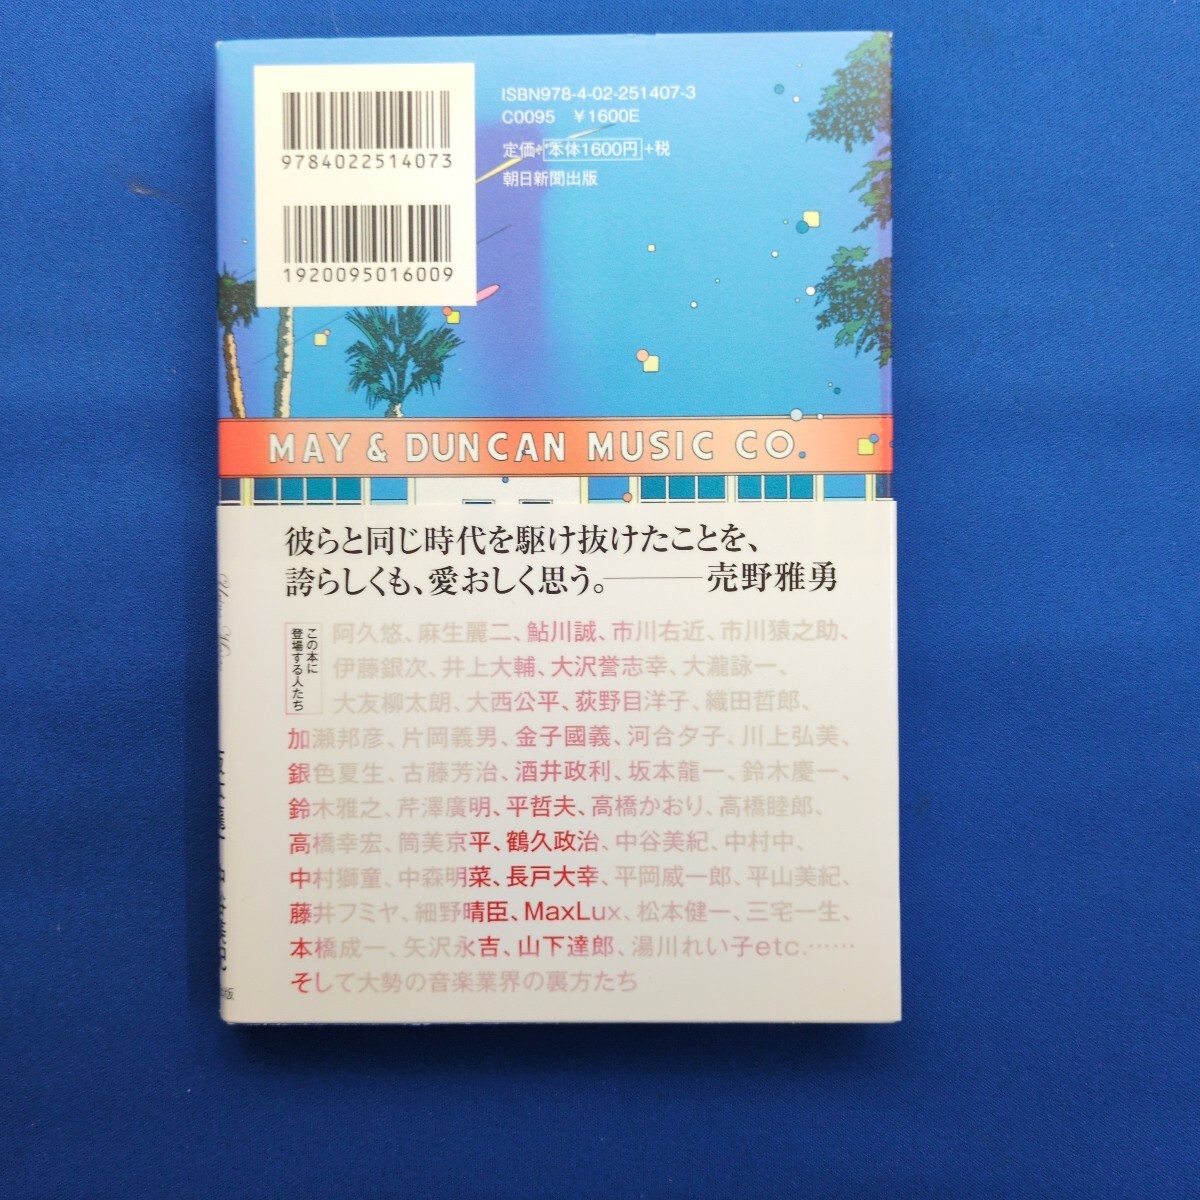 9784022514073
1920095016009
ISBN978-4-02-251407-3
C0095 ¥1600E
定価 本体1600円+税
朝日新聞出版
MAY & DUNCAN MUSIC CO.
彼らと同じ時代を駆け抜けたことを、
誇らしくも、愛おしく思う。――売野雅勇
この本に
登場する人たち
阿久悠、麻生麗二、鮎川誠、市川右近、市川猿之助、
伊藤銀次、井上大輔、大沢誉志幸、大瀧詠一、
大友柳太朗、大西公平、荻野目洋子、織田哲郎、
加瀬邦彦、片岡義男、金子國義、河合夕子、川上弘美、
銀色夏生、古藤芳治、酒井政利、坂本龍一、鈴木慶一、
鈴木雅之、芹澤廣明、平哲夫、高橋かおり、高橋睦郎、
高橋幸宏、筒美京平、鶴久政治、中谷美紀、中村中、
中村獅童、中森明菜、長戸大幸、平岡威一郎、平山美紀、
藤井フミヤ、細野晴臣、MaxLux、松本健一、三宅一生、
本橋成一、矢沢永吉、山下達郎、湯川れい子etc.……
そして大勢の音楽業界の裏方たち